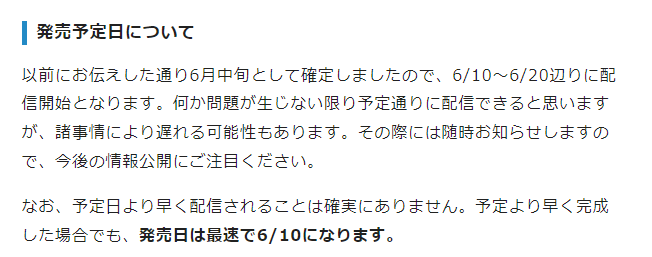 発売予定日について
以前にお伝えした通り6月中旬として確定しましたので、6/10～6/20辺りに配
信開始となります。何か問題が生じない限り予定通りに配信できると思います
が、諸事情により遅れる可能性もあります。その際には随時お知らせしますの
で、今後の情報公開にご注目ください。
なお、予定日より早く配信されることは確実にありません。予定より早く完成
した場合でも、発売日は最速で6/10になります。